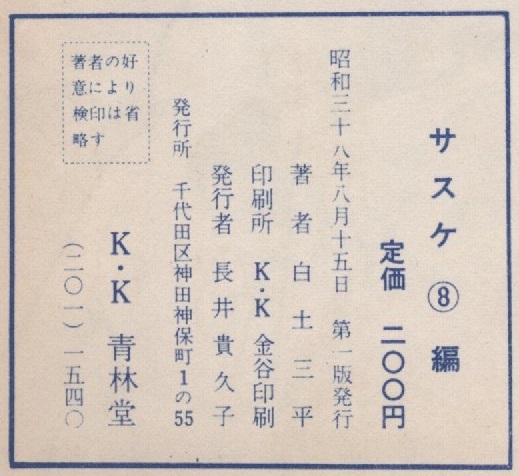 サスケ ⑧ 編
定価 二〇〇円
昭和三十八年八月十五日 第一版発行
著者 白土三平
印刷所 K・K 金谷印刷
発行者 長井貴久子
発行所 千代田区神田神保町1の55
K・K 青林堂
(二〇一) 一五四〇
著者の好
意により
検印は省
略す